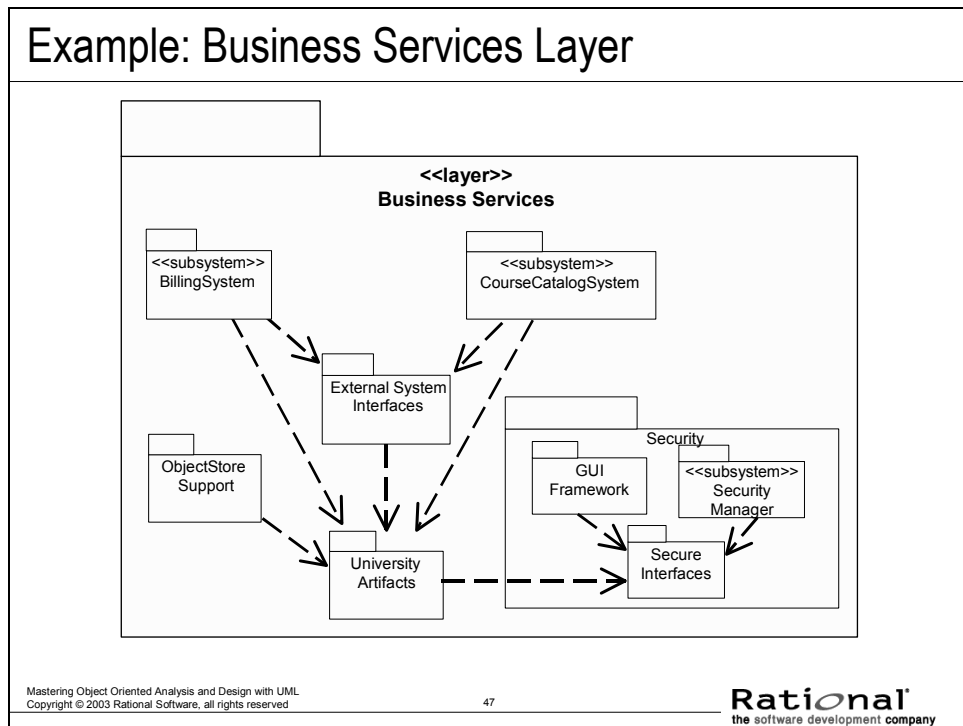 Example: Business Services Layer
<<layer>>
Business Services
<<subsystem>>
BillingSystem
<<subsystem>>
CourseCatalogSystem
External System
Interfaces
Security
ObjectStore
Support
GUI
Framework
<<subsystem>>
Security
Manager
University
Artifacts
Secure
Interfaces
Mastering Object Oriented Analysis and Design with UML
Copyright © 2003 Rational Software, all rights reserved
47
Rational
the software development company